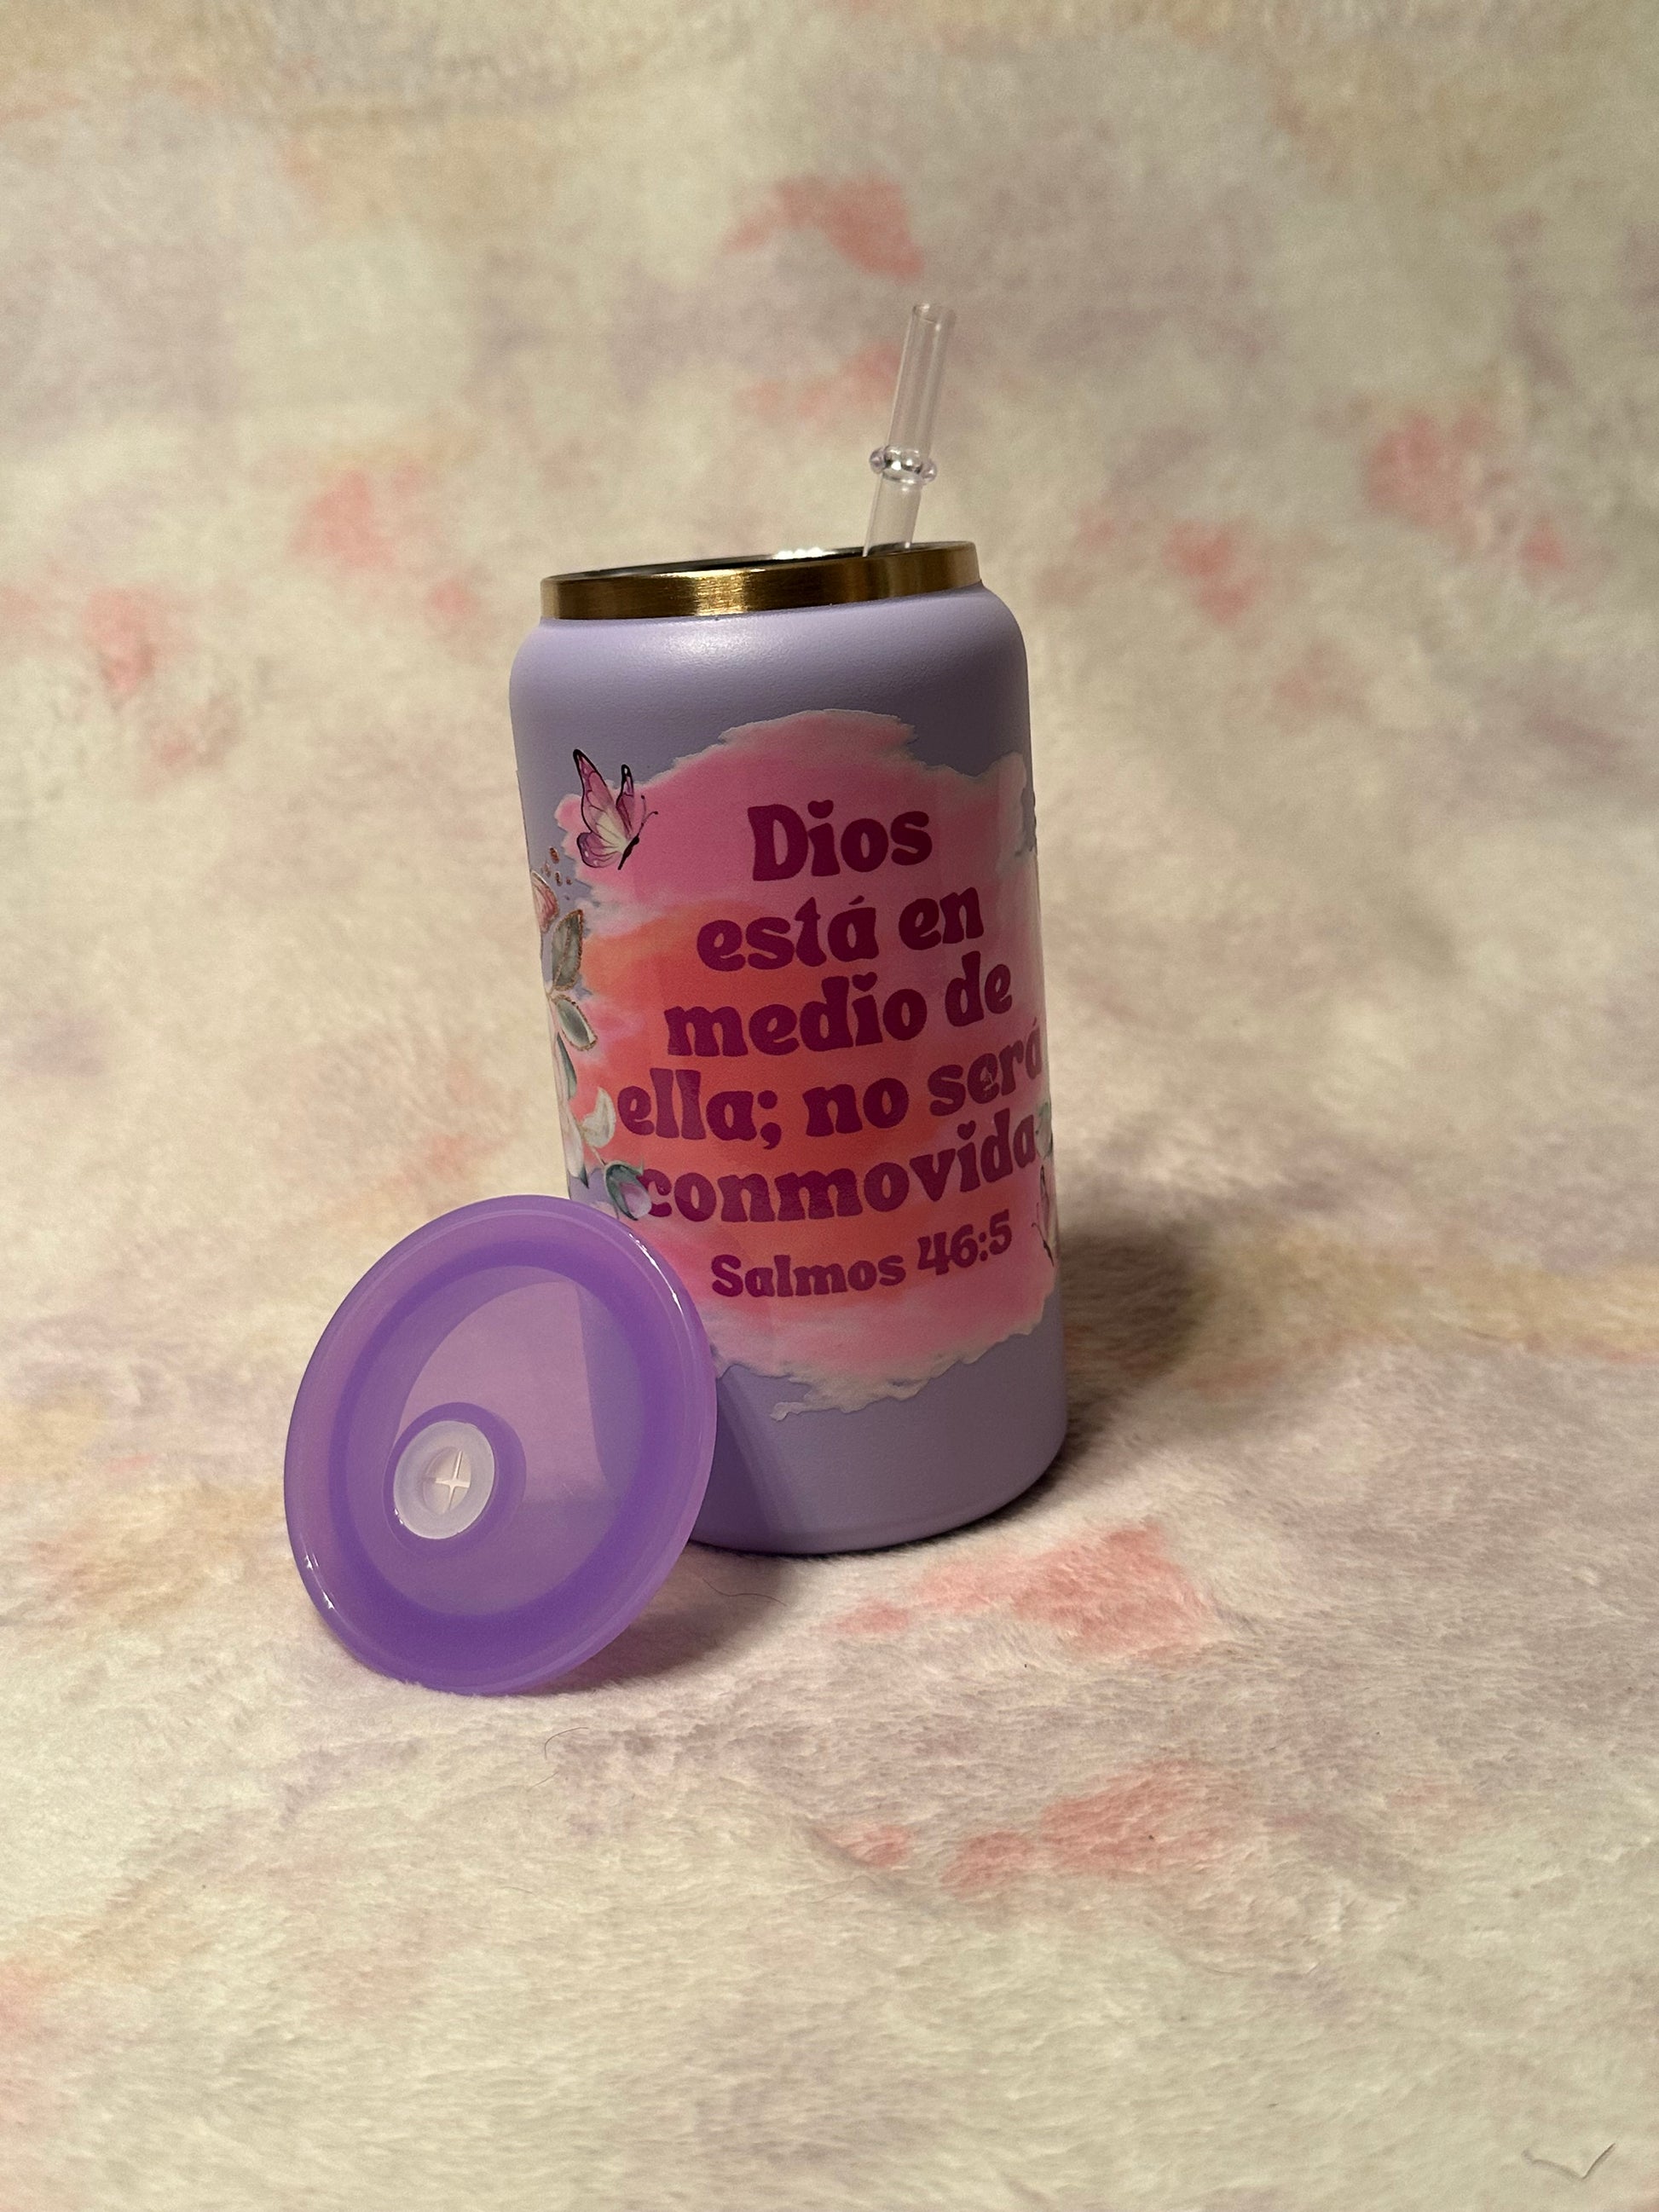 Dios
está en
medio de
ella; no será
conmovida
Salmos 46:5